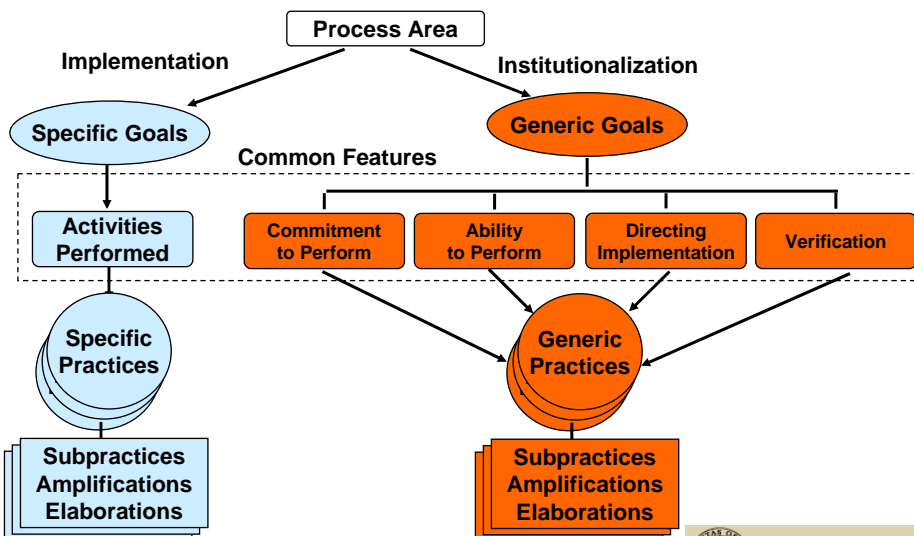 Process Area
Implementation
Institutionalization
Specific Goals
Generic Goals
Common Features
Activities
Performed
Commitment
to Perform
Ability
to Perform
Directing
Implementation
Verification
Specific
Practices
Generic
Practices
Subpractices
Amplifications
Elaborations
Subpractices
Amplifications
Elaborations